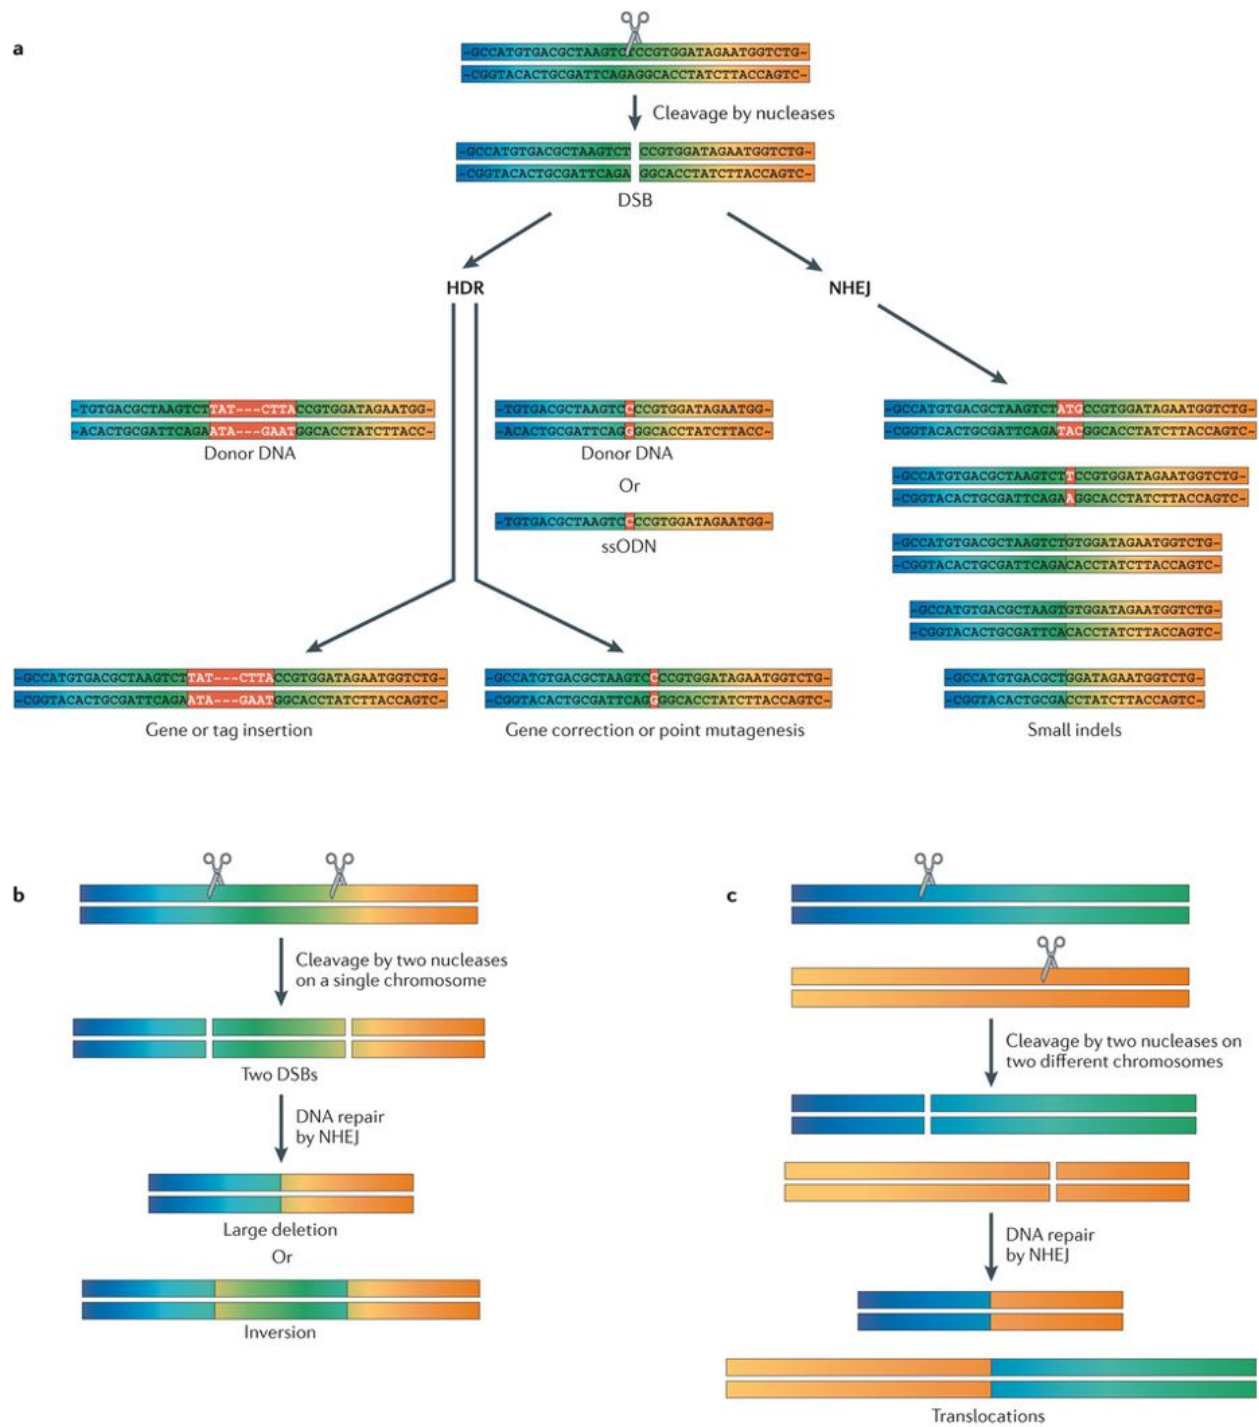 a
-GCCATGTGACGCTAAGTCTCCGTGGATAGAATGGTCTG-
-CGGTACACTGCGATTCAGAGGCACCTATCTTACCAGTC-
Cleavage by nucleases
-GCCATGTGACGCTAAGTCT CCGTGGATAGAATGGTCTG-
-CGGTACACTGCGATTCAGA GGCACCTATCTTACCAGTC-
DSB
HDR
NHEJ
-TGTGACGCTAAGTCTTAT---CTTACCGTGGATAGAATGG-
-ACACTGCGATTCAGAATA---GAATGGCACCTATCTTACC-
Donor DNA
-TGTGACGCTAAGTCCCCGTGGATAGAATGG-
-ACACTGCGATTCAGGGGCACCTATCTTACC-
Donor DNA
Or
-TGTGACGCTAAGTCCCCGTGGATAGAATGG-
ssODN
-GCCATGTGACGCTAAGTCTATGCCGTGGATAGAATGGTCTG-
-CGGTACACTGCGATTCAGATACGGCACCTATCTTACCAGTC-
-GCCATGTGACGCTAAGTCTTCCGTGGATAGAATGGTCTG-
-CGGTACACTGCGATTCAGAAGGCACCTATCTTACCAGTC-
-GCCATGTGACGCTAAGTCTGTGGATAGAATGGTCTG-
-CGGTACACTGCGATTCAGACACCTATCTTACCAGTC-
-GCCATGTGACGCTAAGTGTGGATAGAATGGTCTG-
-CGGTACACTGCGATTCACACCTATCTTACCAGTC-
-GCCATGTGACGCTGGATAGAATGGTCTG-
-CGGTACACTGCGACCTATCTTACCAGTC-
Small indels
-GCCATGTGACGCTAAGTCTTAT---CTTACCGTGGATAGAATGGTCTG-
-CGGTACACTGCGATTCAGAATA---GAATGGCACCTATCTTACCAGTC-
Gene or tag insertion
-GCCATGTGACGCTAAGTCCCCGTGGATAGAATGGTCTG-
-CGGTACACTGCGATTCAGGGGCACCTATCTTACCAGTC-
Gene correction or point mutagenesis
b
Cleavage by two nucleases
on a single chromosome
Two DSBs
DNA repair
by NHEJ
Large deletion
Or
Inversion
c
Cleavage by two nucleases on
two different chromosomes
DNA repair
by NHEJ
Translocations